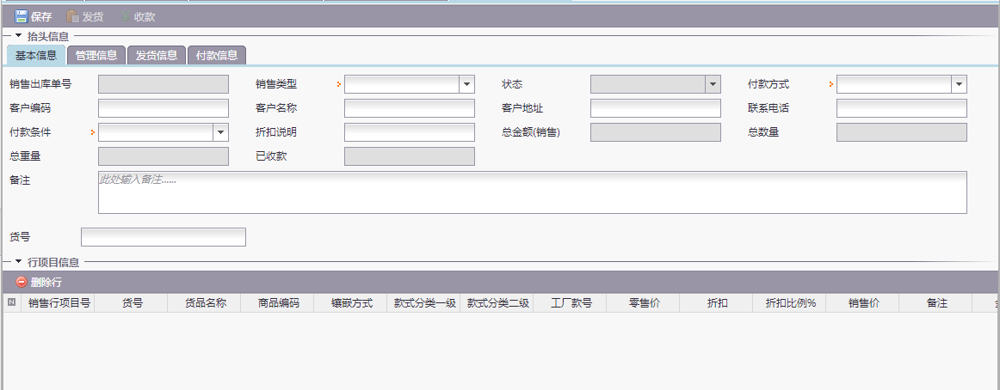 保存 发货 收款
抬头信息
基本信息 管理信息 发货信息 付款信息
销售出库单号 销售类型 状态 付款方式
客户编码 客户名称 客户地址 联系电话
付款条件 折扣说明 总金额(销售) 总数量
总重量 已收款
备注 此处输入备注......
货号
行项目信息
删除行
N 销售行项目号 货号 货品名称 商品编码 镶嵌方式 款式分类一级 款式分类二级 工厂款号 零售价 折扣 折扣比例% 销售价 备注